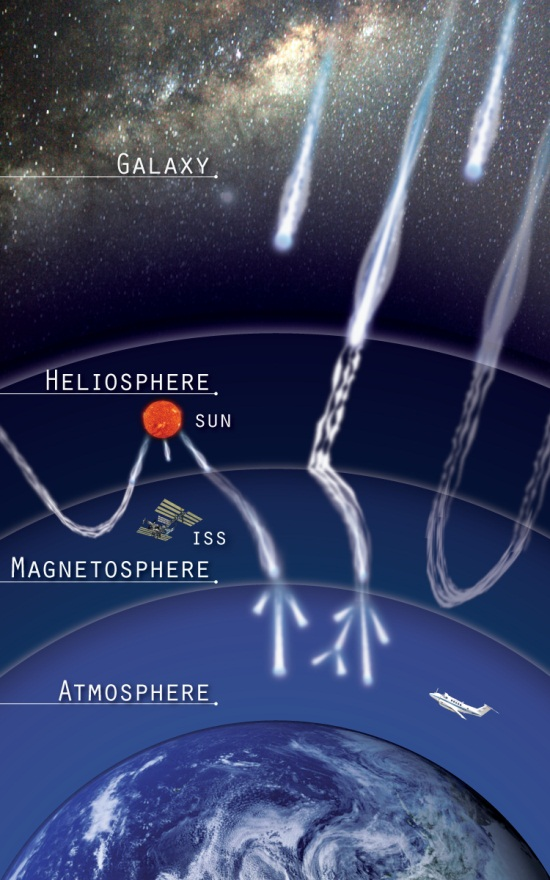 GALAXY
HELIOSPHERE
SUN
ISS
MAGNETOSPHERE
ATMOSPHERE